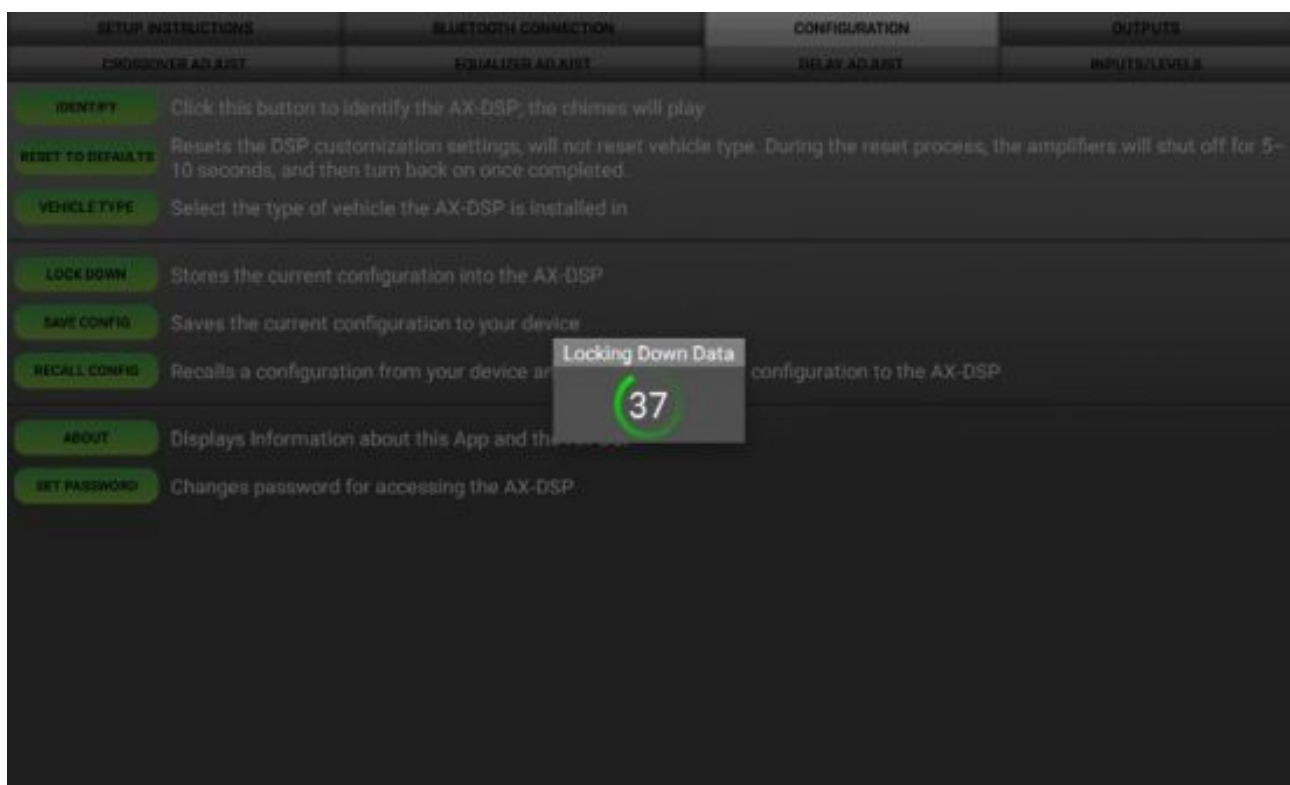 SETUP INSTRUCTIONS BLUETOOTH CONNECTION CONFIGURATION OUTPUTS
CROSSOVER ADJUST EQUALIZER ADJUST DELAY ADJUST INPUTS/LEVELS
IDENTIFY Click this button to identify the AX-DSP, the chimes will play
RESET TO DEFAULTS Resets the DSP customization settings, will not reset vehicle type. During the reset process, the amplifiers will shut off for 5-
10 seconds, and then turn back on once completed.
VEHICLE TYPE Select the type of vehicle the AX-DSP is installed in
LOCK DOWN Stores the current configuration into the AX-DSP
SAVE CONFIG Saves the current configuration to your device
Locking Down Data
RECALL CONFIG Recalls a configuration from your device configuration to the AX-DSP
37
ABOUT Displays Information about this App and the
SET PASSWORD Changes password for accessing the AX-DSP